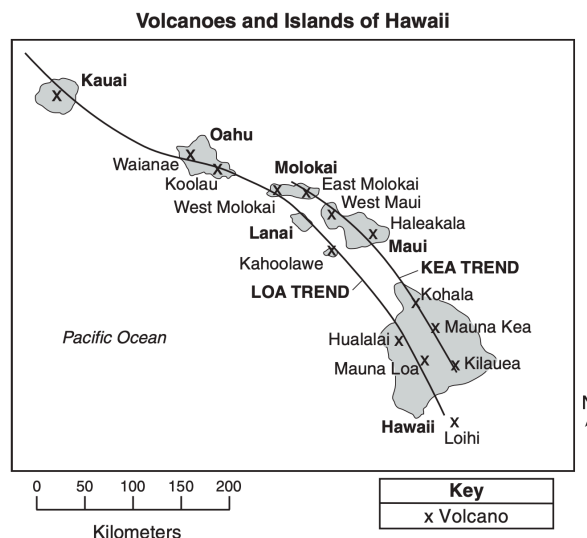 Volcanoes and Islands of Hawaii
Kauai
Oahu
Waianae
Koolau
Molokai
East Molokai
West Molokai
West Maui
Haleakala
Lanai
Maui
Kahoolawe
KEA TREND
LOA TREND
Kohala
Pacific Ocean
Mauna Kea
Hualalai
Mauna Loa
Kilauea
Hawaii
Loihi
0 50 100 150 200
Kilometers
Key
x Volcano